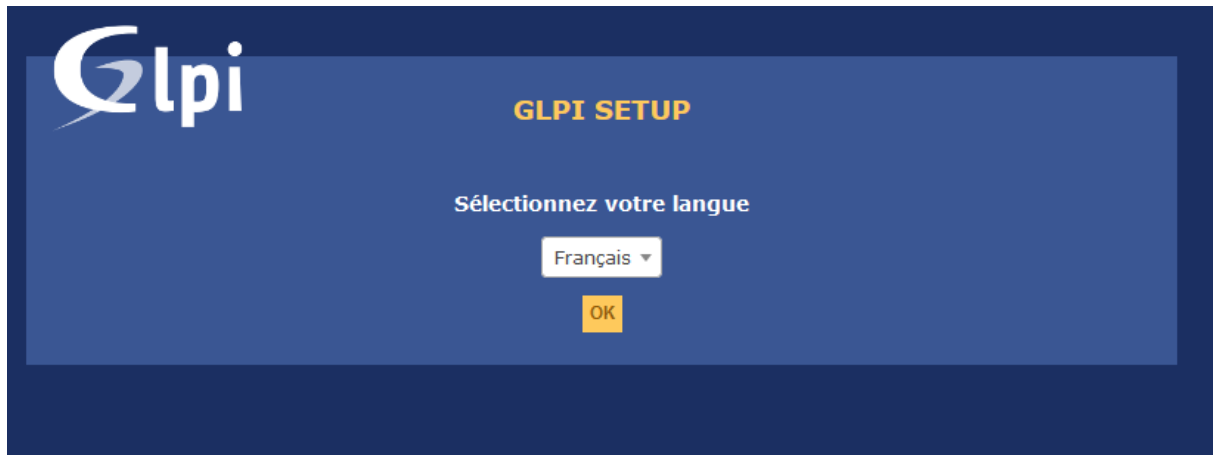 Glpi
GLPI SETUP
Sélectionnez votre langue
Français
OK